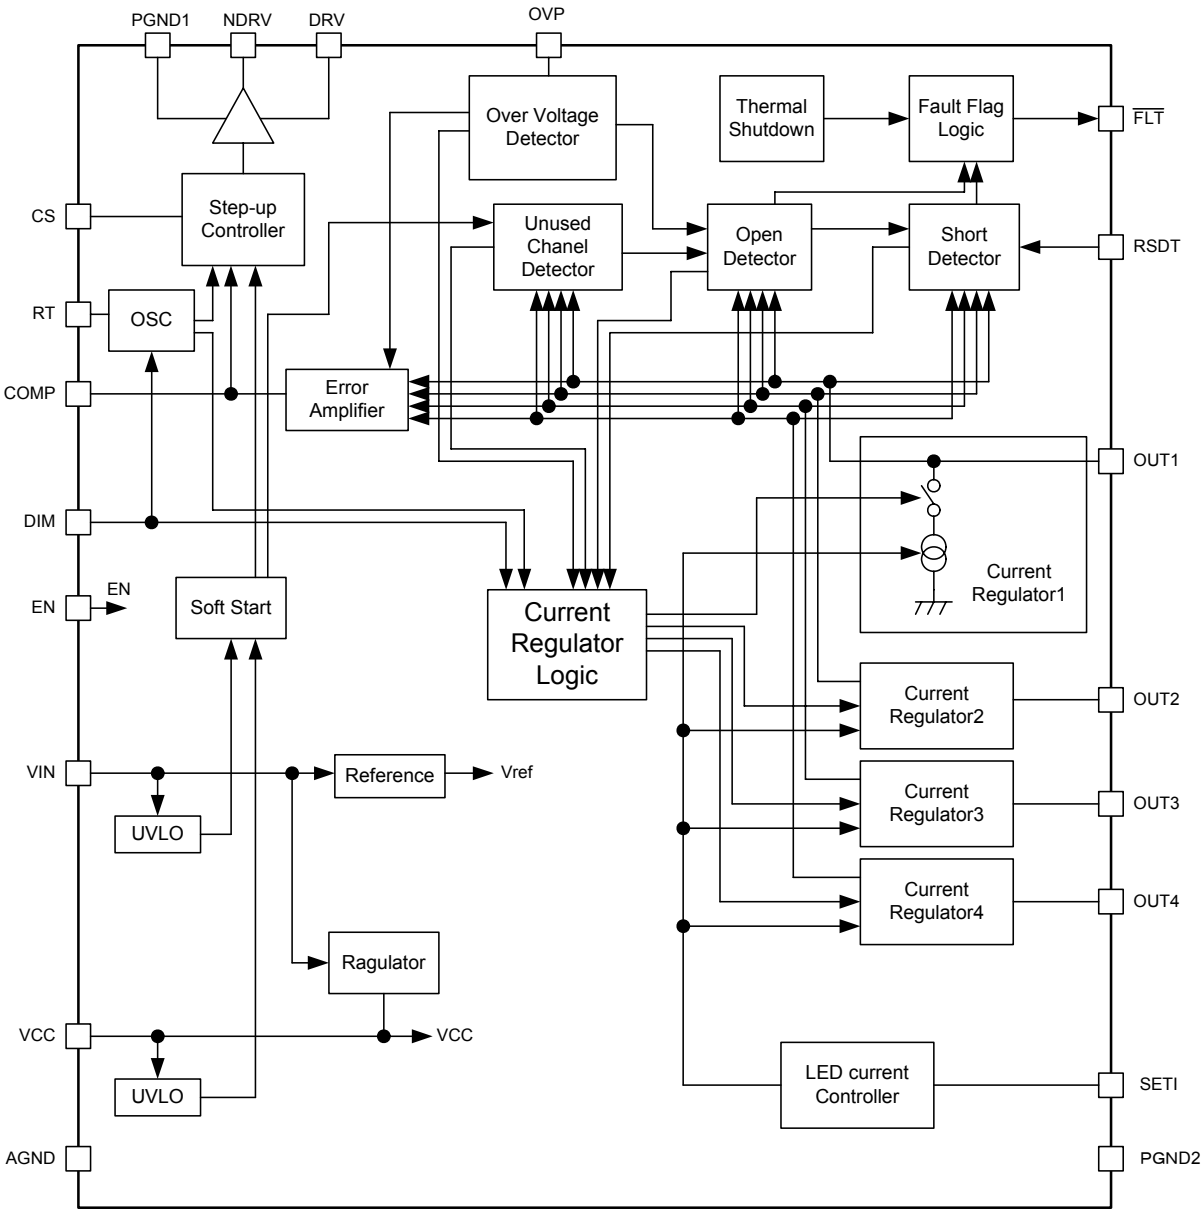 PGND1
NDRV
DRV
OVP
Over Voltage
Detector
Thermal
Shutdown
Fault Flag
Logic
FLT
CS
Step-up
Controller
Unused
Chanel
Detector
Open
Detector
Short
Detector
RSDT
RT
OSC
COMP
Error
Amplifier
OUT1
DIM
Current
Regulator1
EN
EN
Soft Start
Current
Regulator
Logic
Current
Regulator2
OUT2
VIN
Reference
Vref
UVLO
Current
Regulator3
OUT3
Current
Regulator4
OUT4
Ragulator
VCC
VCC
UVLO
LED current
Controller
SETI
AGND
PGND2